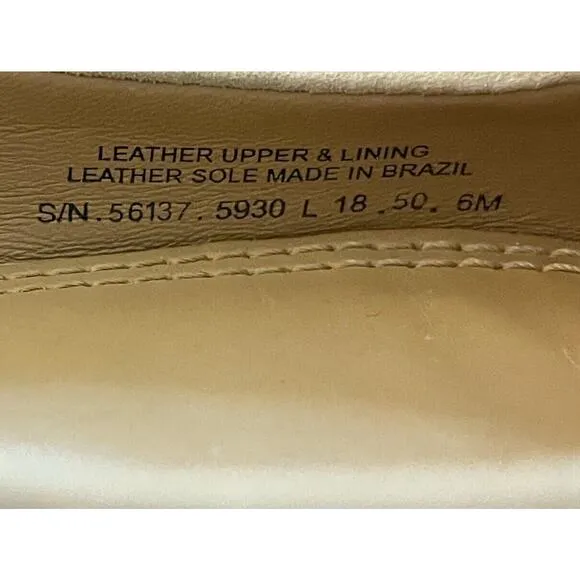 LEATHER UPPER & LINING
LEATHER SOLE MADE IN BRAZIL
S/N.56137.5930 L 18.50.6M